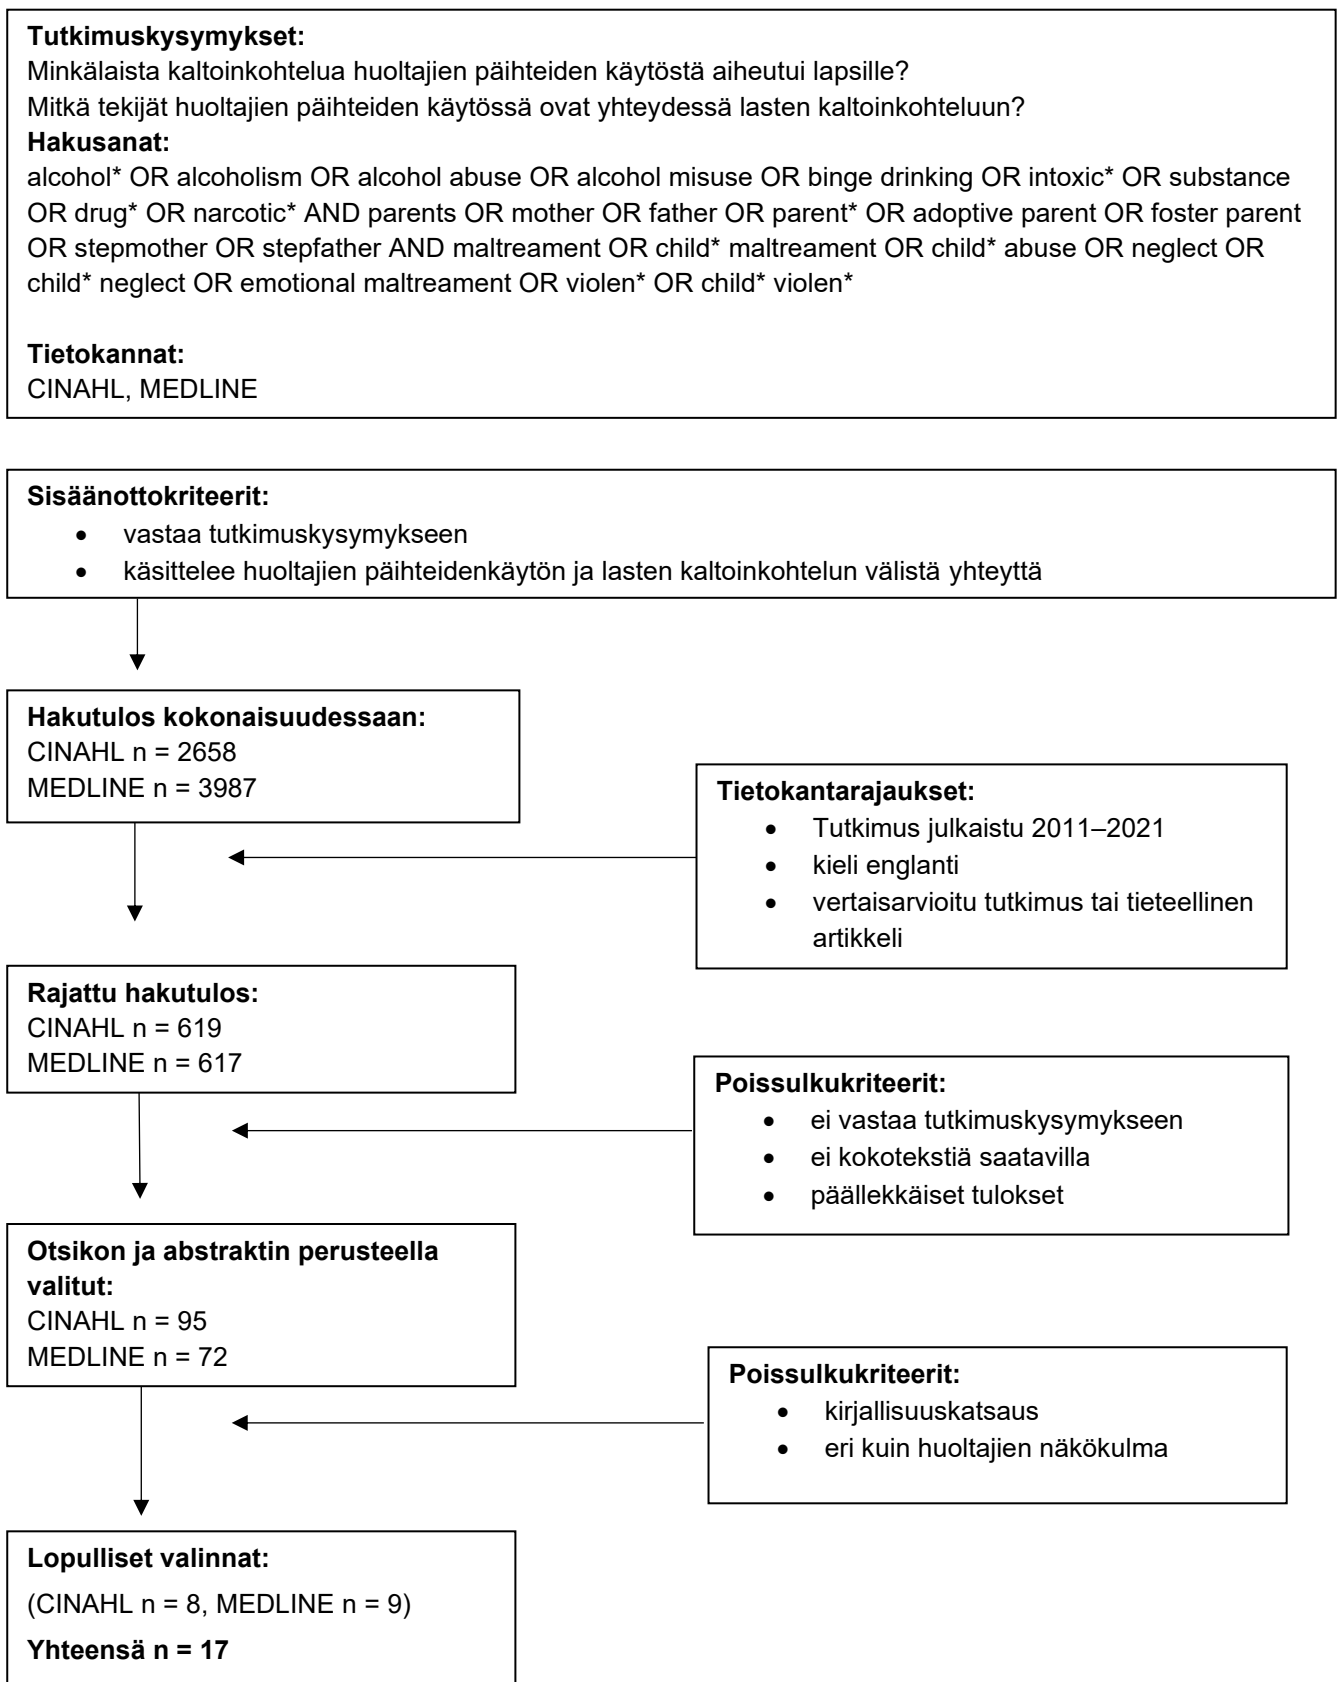 Tutkimuskysymykset:
Minkälaista kaltoinkohtelua huoltajien päihteiden käytöstä aiheutui lapsille?
Mitkä tekijät huoltajien päihteiden käytössä ovat yhteydessä lasten kaltoinkohteluun?
Hakusanat:
alcohol* OR alcoholism OR alcohol abuse OR alcohol misuse OR binge drinking OR intoxic* OR substance
OR drug* OR narcotic* AND parents OR mother OR father OR parent* OR adoptive parent OR foster parent
OR stepmother OR stepfather AND maltreament OR child* maltreament OR child* abuse OR neglect OR
child* neglect OR emotional maltreament OR violen* OR child* violen*
Tietokannat:
CINAHL, MEDLINE
Sisäänottokriteerit:
• vastaa tutkimuskysymykseen
• käsittelee huoltajien päihteidenkäytön ja lasten kaltoinkohtelun välistä yhteyttä
Hakutulos kokonaisuudessaan:
CINAHL n = 2658
MEDLINE n = 3987
Tietokantarajaukset:
• Tutkimus julkaistu 2011–2021
• kieli englanti
• vertaisarvioitu tutkimus tai tieteellinen
artikkeli
Rajattu hakutulos:
CINAHL n = 619
MEDLINE n = 617
Poissulkukriteerit:
• ei vastaa tutkimuskysymykseen
• ei kokotekstiä saatavilla
• päällekkäiset tulokset
Otsikon ja abstraktin perusteella
valitut:
CINAHL n = 95
MEDLINE n = 72
Poissulkukriteerit:
• kirjallisuuskatsaus
• eri kuin huoltajien näkökulma
Lopulliset valinnat:
(CINAHL n = 8, MEDLINE n = 9)
Yhteensä n = 17